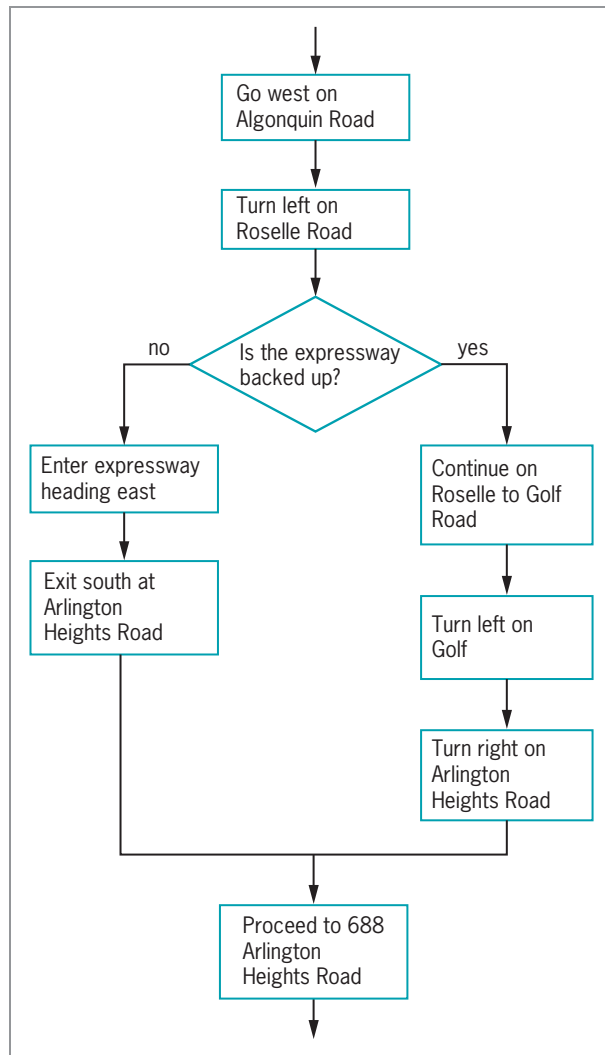 Go west on
Algonquin Road
Turn left on
Roselle Road
Is the expressway
backed up?
no
yes
Enter expressway
heading east
Exit south at
Arlington
Heights Road
Continue on
Roselle to Golf
Road
Turn left on
Golf
Turn right on
Arlington
Heights Road
Proceed to 688
Arlington
Heights Road